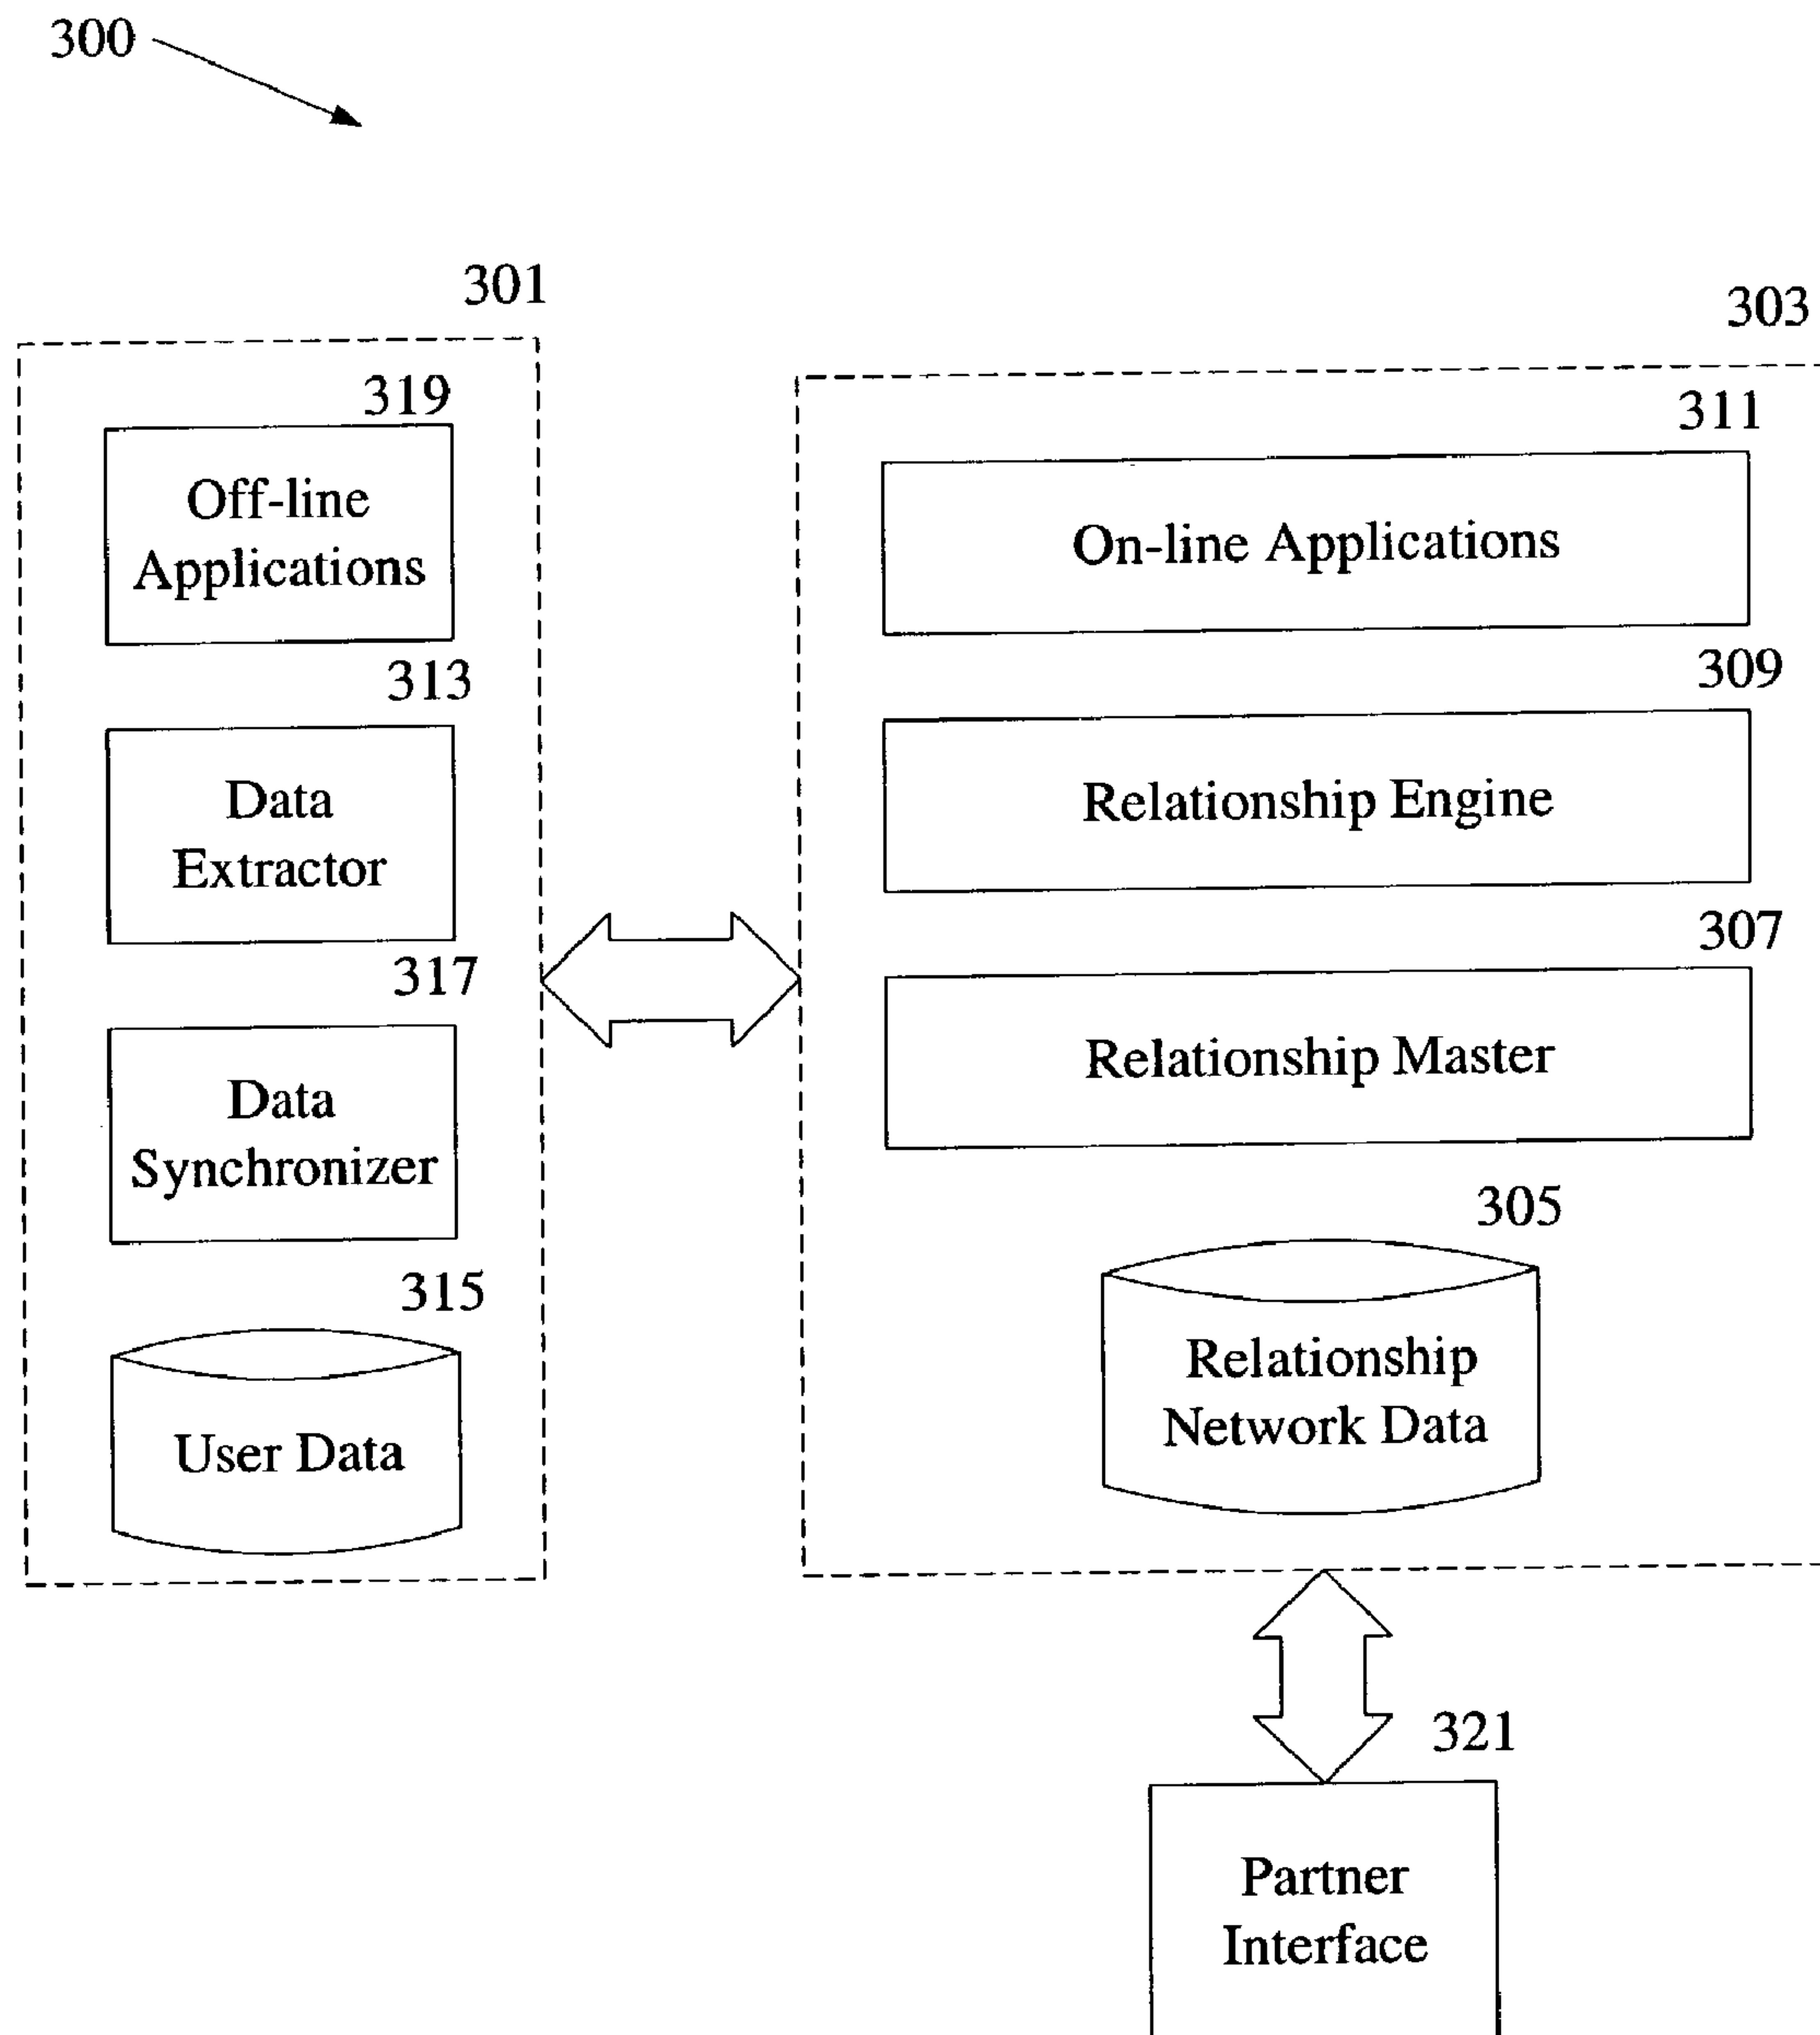 300
301
319
Off-line
Applications
313
Data
Extractor
317
Data
Synchronizer
315
User Data
303
311
On-line Applications
309
Relationship Engine
307
Relationship Master
305
Relationship
Network Data
321
Partner
Interface